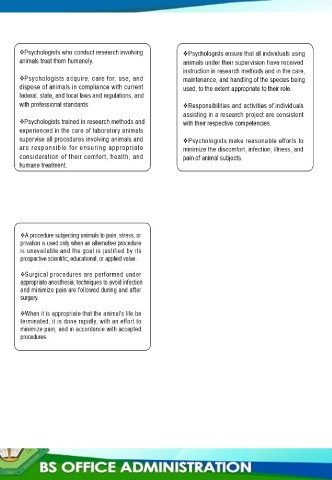 ❖Psychologists who conduct research involving
animals treat them humanely.
❖Psychologists acquire, care for, use, and
dispose of animals in compliance with current
federal, state, and local laws and regulations, and
with professional standards.
❖Psychologists trained in research methods and
experienced in the care of laboratory animals
supervise all procedures involving animals and
are responsible for ensuring appropriate
consideration of their comfort, health, and
humane treatment.
❖Psychologists ensure that all individuals using
animals under their supervision have received
instruction in research methods and in the care,
maintenance, and handling of the species being
used, to the extent appropriate to their role.
❖Responsibilities and activities of individuals
assisting in a research project are consistent
with their respective competencies.
❖Psychologists make reasonable efforts to
minimize the discomfort, infection, illness, and
pain of animal subjects.
❖A procedure subjecting animals to pain, stress, or
privation is used only when an alternative procedure
is unavailable and the goal is justified by its
prospective scientific, educational, or applied value.
❖Surgical procedures are performed under
appropriate anesthesia; techniques to avoid infection
and minimize pain are followed during and after
surgery.
❖When it is appropriate that the animal's life be
terminated, it is done rapidly, with an effort to
minimize pain, and in accordance with accepted
procedures.
BS OFFICE ADMINISTRATION